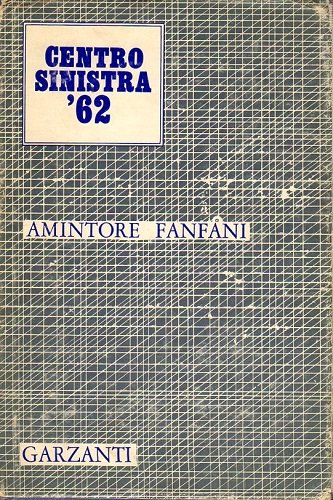 CENTRO
SINISTRA
'62
AMINTORE FANFANI
GARZANTI